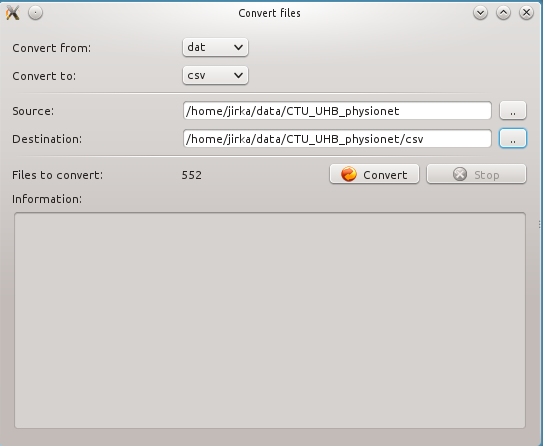 Convert files
Convert from: dat
Convert to: csv
Source: /home/jirka/data/CTU_UHB_physionet ..
Destination: /home/jirka/data/CTU_UHB_physionet/csv ..
Files to convert: 552 Convert Stop
Information: